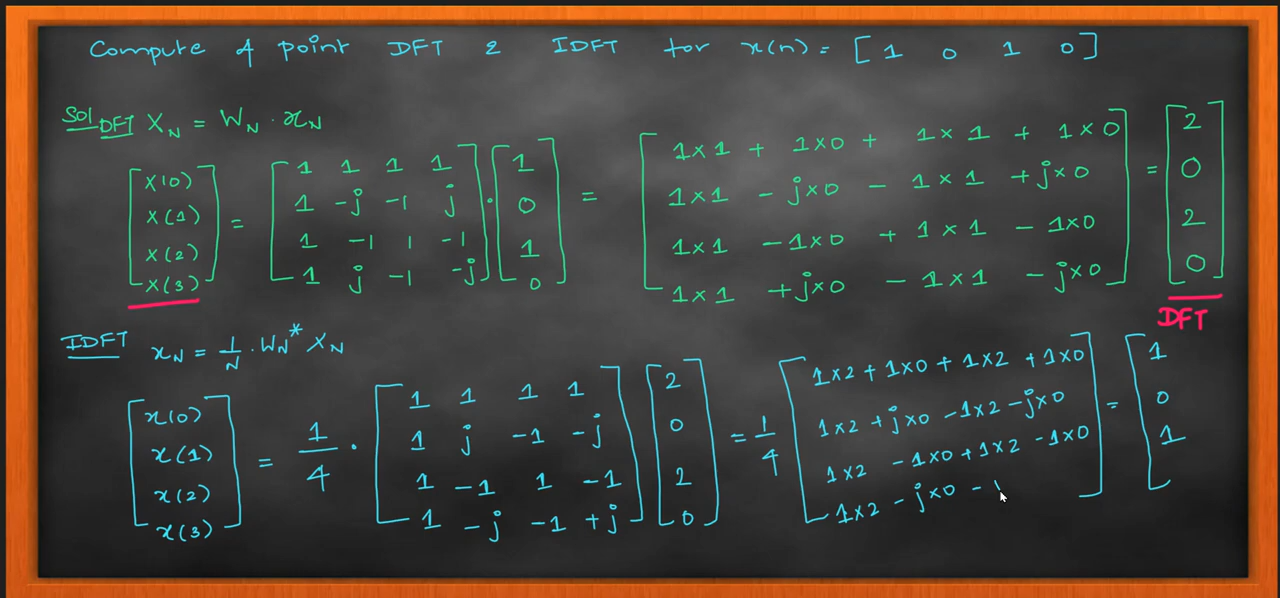 Compute 4 point DFT & IDFT for x(n) = [ 1 0 1 0 ]
Sol DFT X_N = W_N . x_N
[ X(0) X(1) X(2) X(3) ] = [ 1 1 1 1
1 -j -1 j
1 -1 1 -1
1 j -1 -j ] . [ 1 0 1 0 ] = [ 1×1 + 1×0 + 1×1 + 1×0
1×1 - j×0 - 1×1 + j×0
1×1 - 1×0 + 1×1 - 1×0
1×1 + j×0 - 1×1 - j×0 ] = [ 2 0 2 0 ]
DFT
IDFT x_N = 1/N . W_N* X_N
[ x(0) x(1) x(2) x(3) ] = 1/4 . [ 1 1 1 1
1 j -1 -j
1 -1 1 -1
1 -j -1 +j ] [ 2 0 2 0 ] = 1/4 [ 1×2 + 1×0 + 1×2 + 1×0
1×2 + j×0 - 1×2 - j×0
1×2 - 1×0 + 1×2 - 1×0
1×2 - j×0 - 1 ] = [ 1 0 1